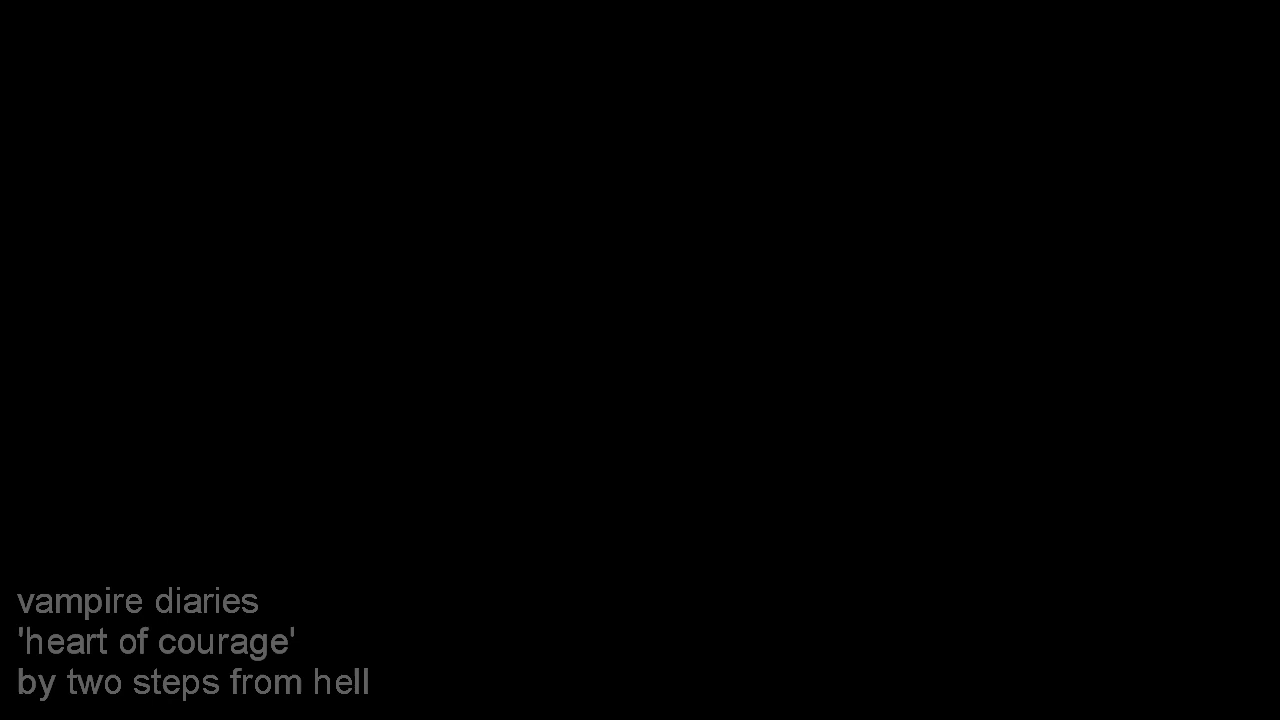 vampire diaries
'heart of courage'
by two steps from hell